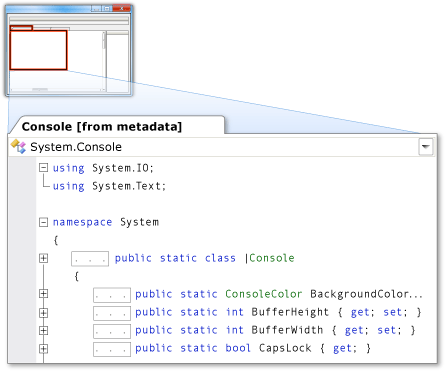 Console [from metadata]
System.Console
using System.IO;
using System.Text;
namespace System
{
. . . public static class |Console
{
. . . public static ConsoleColor BackgroundColor...
. . . public static int BufferHeight { get; set; }
. . . public static int BufferWidth { get; set; }
. . . public static bool CapsLock { get; }